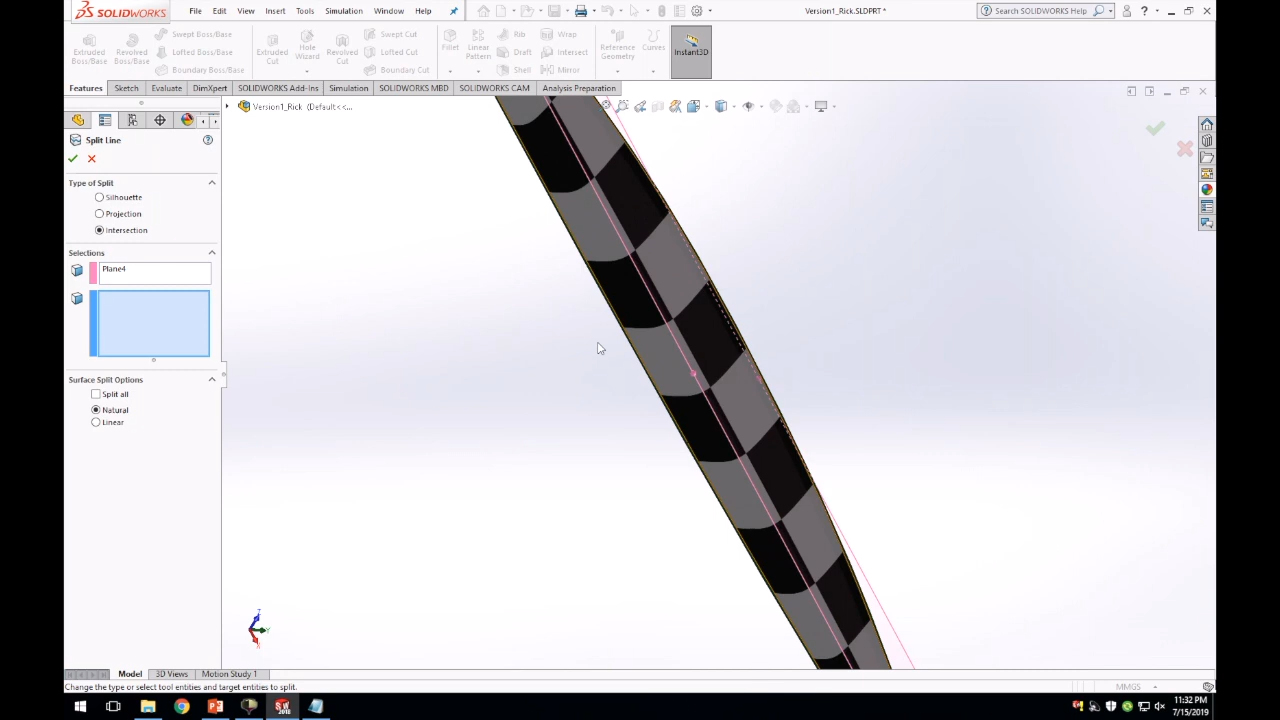 SOLIDWORKS File Edit View Insert Tools Simulation Window Help Version1_Rick.SLDPRT * Search SOLIDWORKS Help
Extruded Boss/Base
Revolved Boss/Base
Swept Boss/Base
Lofted Boss/Base
Boundary Boss/Base
Extruded Cut
Hole Wizard
Revolved Cut
Swept Cut
Lofted Cut
Boundary Cut
Fillet
Linear Pattern
Rib
Draft
Shell
Wrap
Intersect
Mirror
Reference Geometry
Curves
Instant3D
Features Sketch Evaluate DimXpert SOLIDWORKS Add-Ins Simulation SOLIDWORKS MBD SOLIDWORKS CAM Analysis Preparation
Version1_Rick (Default<<...
Split Line
Type of Split
Silhouette
Projection
Intersection
Selections
Plane4
Surface Split Options
Split all
Natural
Linear
Z
Y
X
Model 3D Views Motion Study 1
Change the type or select tool entities and target entities to split. MMGS
11:32 PM
7/15/2019